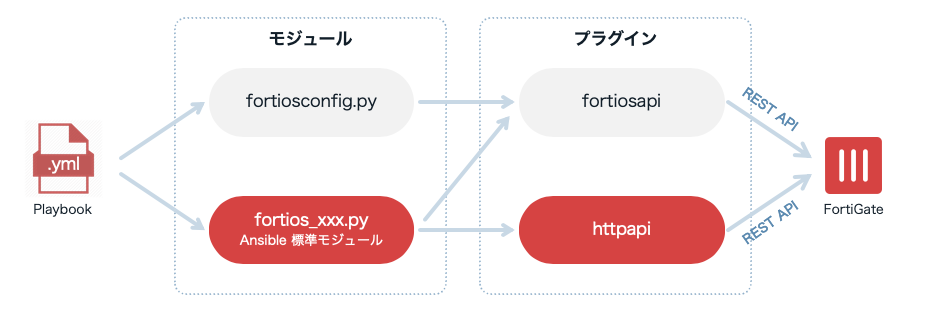 モジュール
プラグイン
fortiosconfig.py
fortiosapi
REST API
.yml
Playbook
fortios_xxx.py
Ansible 標準モジュール
httpapi
REST API
FortiGate